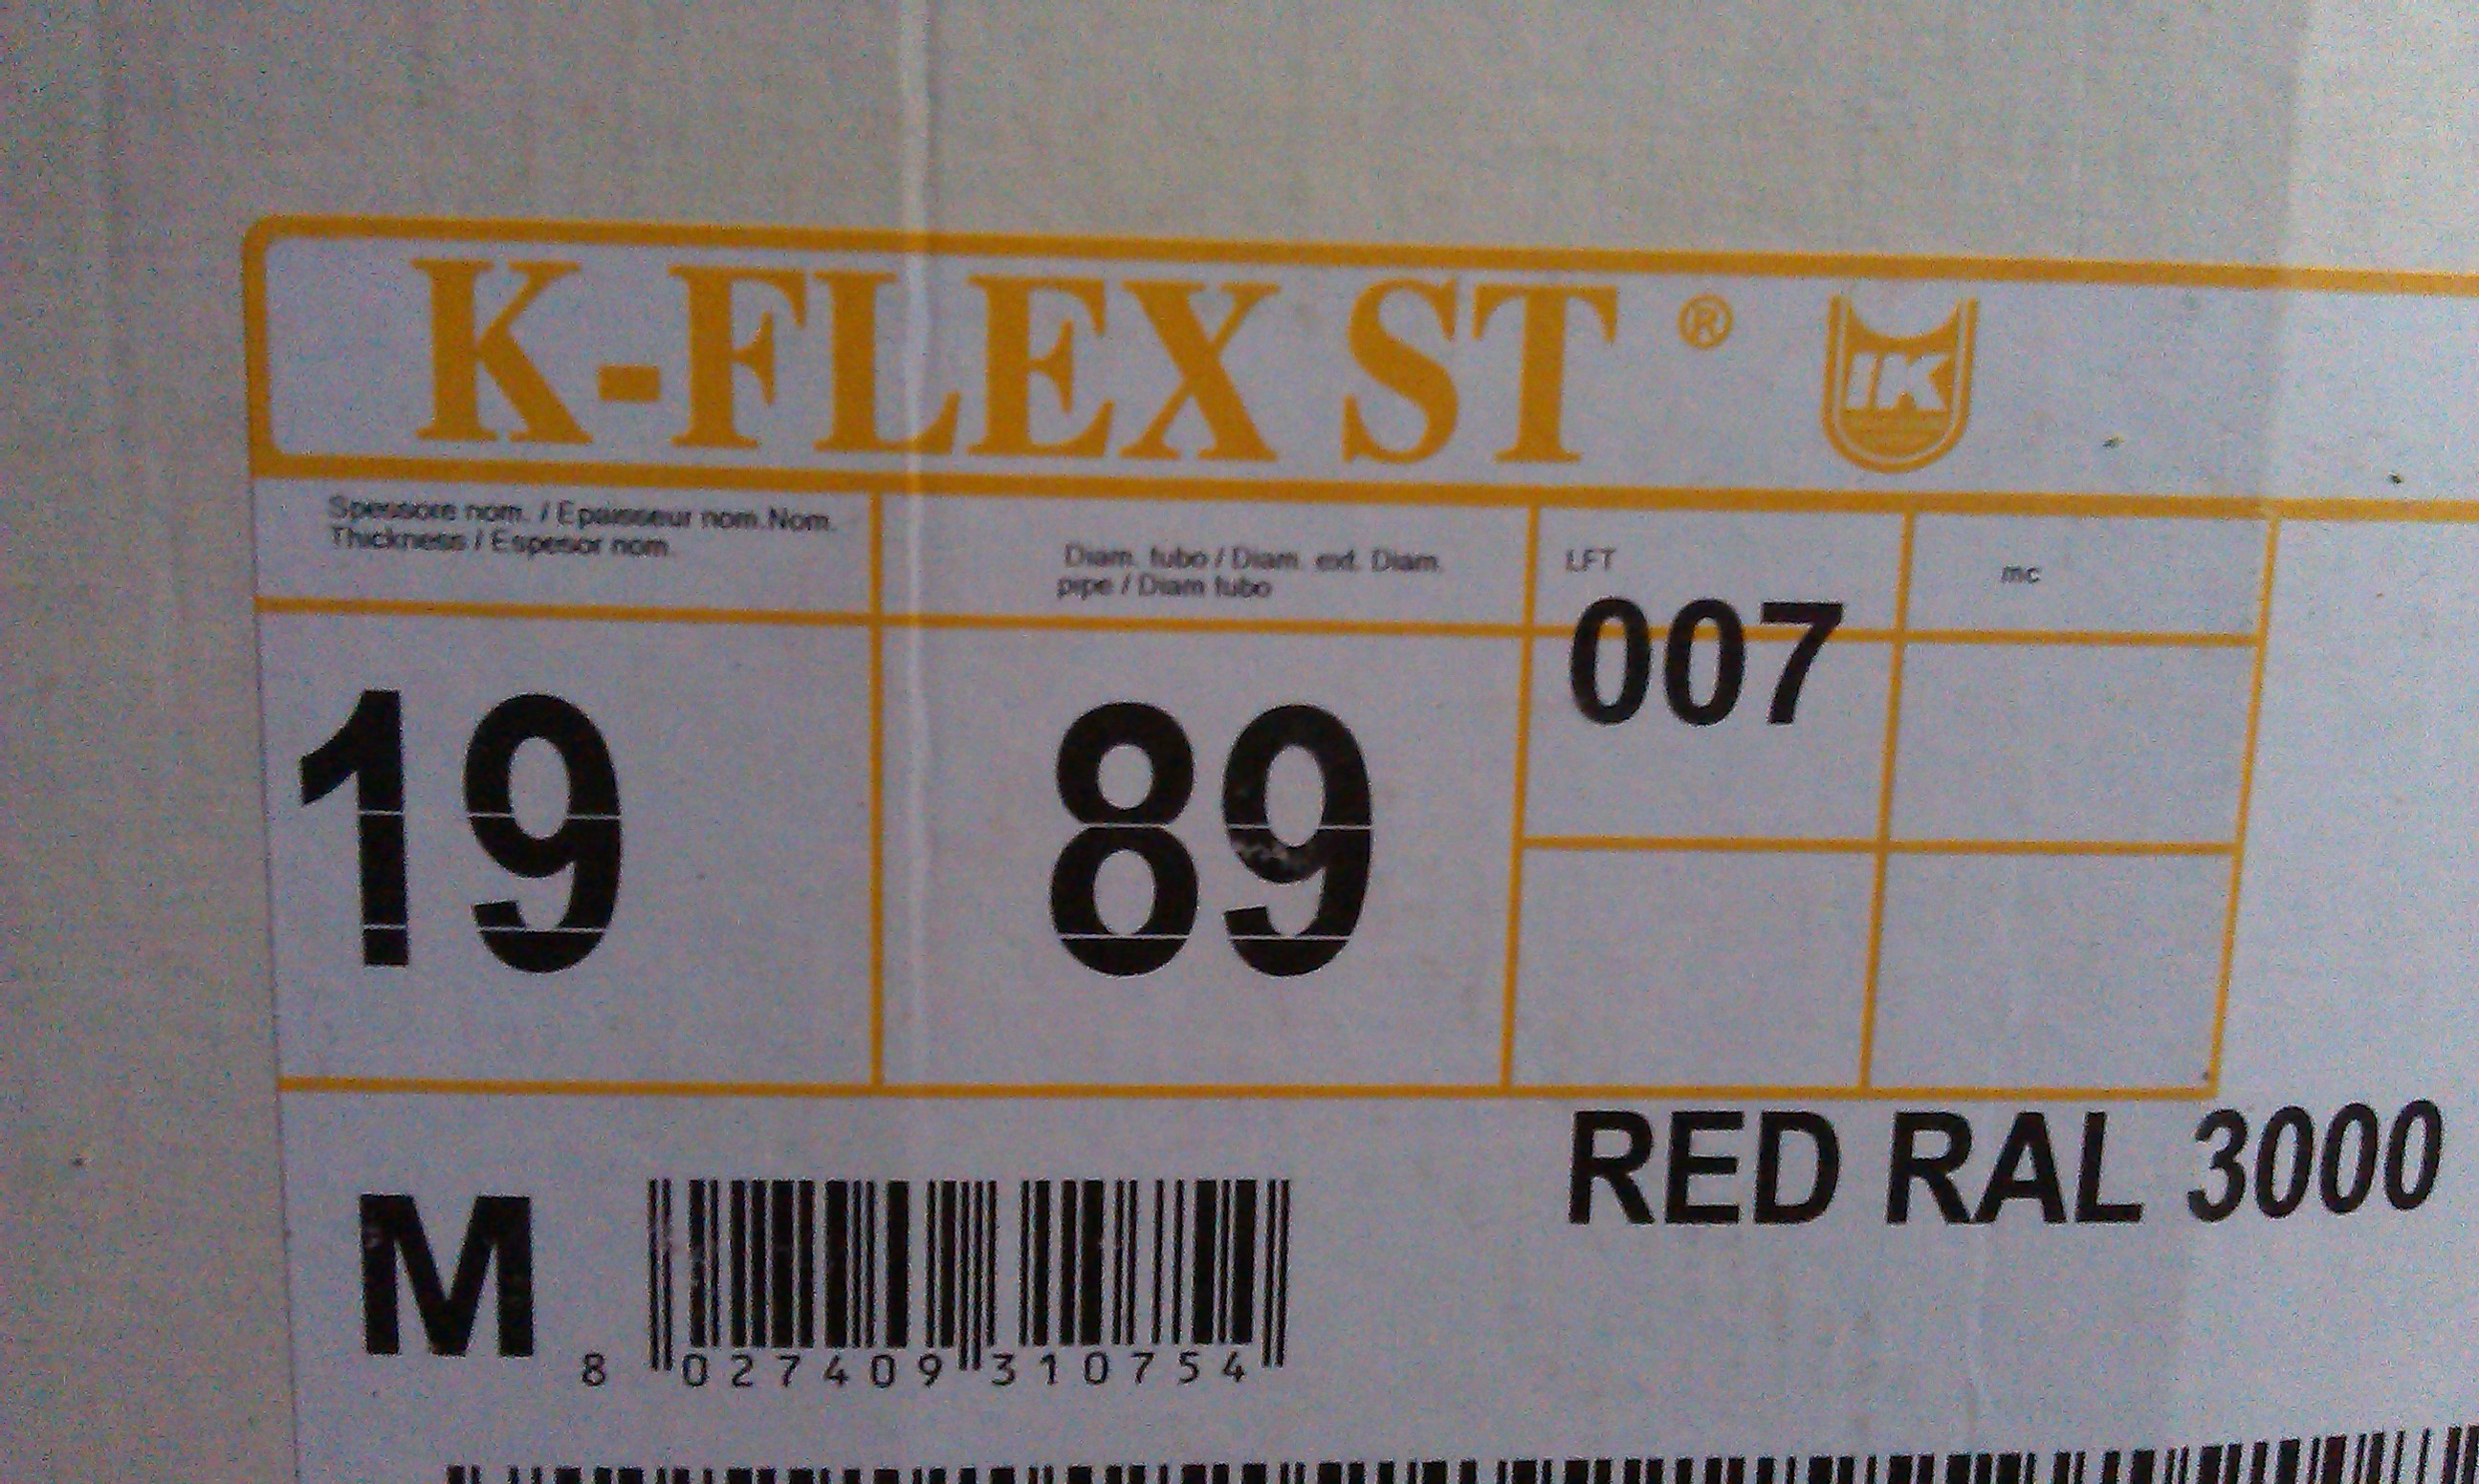 K-FLEX ST ® IK
Spessore nom. / Epaisseur nom.Nom.
Thickness / Espesor nom.
Diam. tubo / Diam. ext. Diam.
pipe / Diam tubo
LFT
mc
007
19
89
RED RAL 3000
M
8 027409 310754